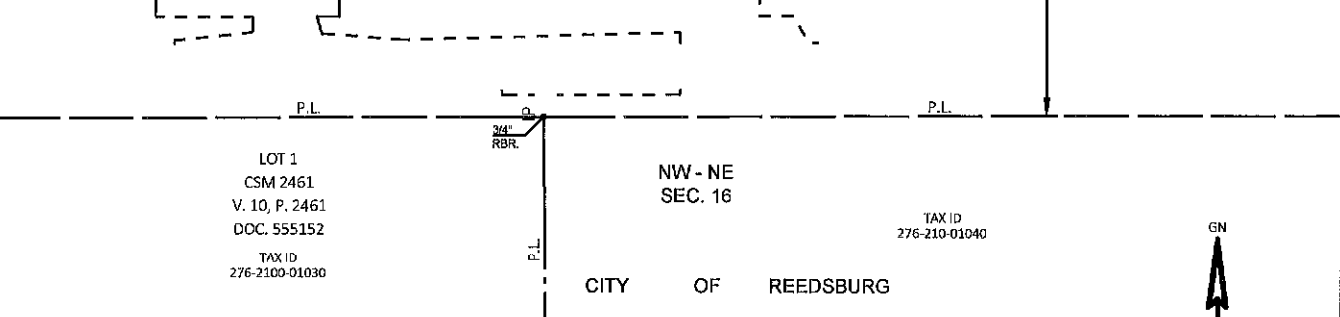 P.L.
P.L.
3/4"
RBR.
LOT 1
CSM 2461
V. 10, P. 2461
DOC. 555152
TAX ID
276-2100-01030
NW - NE
SEC. 16
TAX ID
276-210-01040
GN
P.L.
CITY OF REEDSBURG